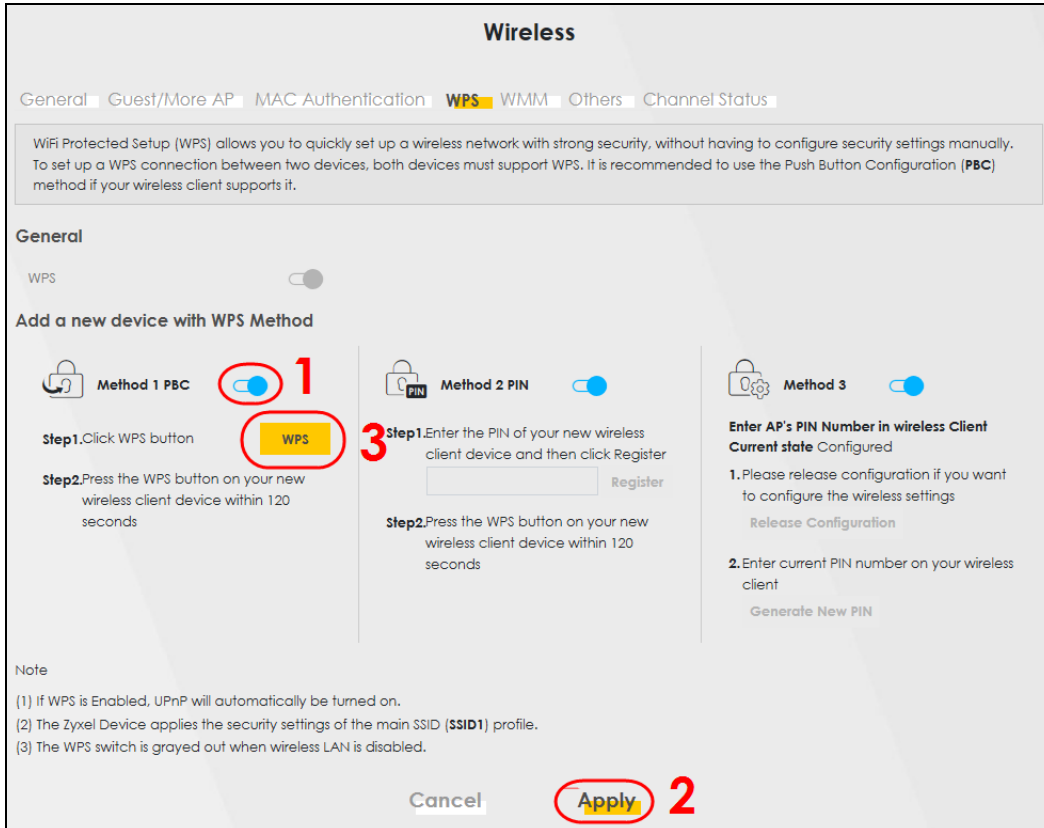 Wireless
General Guest/More AP MAC Authentication WPS WMM Others Channel Status
WiFi Protected Setup (WPS) allows you to quickly set up a wireless network with strong security, without having to configure security settings manually.
To set up a WPS connection between two devices, both devices must support WPS. It is recommended to use the Push Button Configuration (PBC)
method if your wireless client supports it.
General
WPS
Add a new device with WPS Method
Method 1 PBC
1
Step1.Click WPS button
WPS
3
Step2.Press the WPS button on your new
wireless client device within 120
seconds
PIN
Method 2 PIN
Step1.Enter the PIN of your new wireless
client device and then click Register
Register
Step2.Press the WPS button on your new
wireless client device within 120
seconds
Method 3
Enter AP's PIN Number in wireless Client
Current state Configured
1.Please release configuration if you want
to configure the wireless settings
Release Configuration
2.Enter current PIN number on your wireless
client
Generate New PIN
Note
(1) If WPS is Enabled, UPnP will automatically be turned on.
(2) The Zyxel Device applies the security settings of the main SSID (SSID1) profile.
(3) The WPS switch is grayed out when wireless LAN is disabled.
Cancel
Apply
2